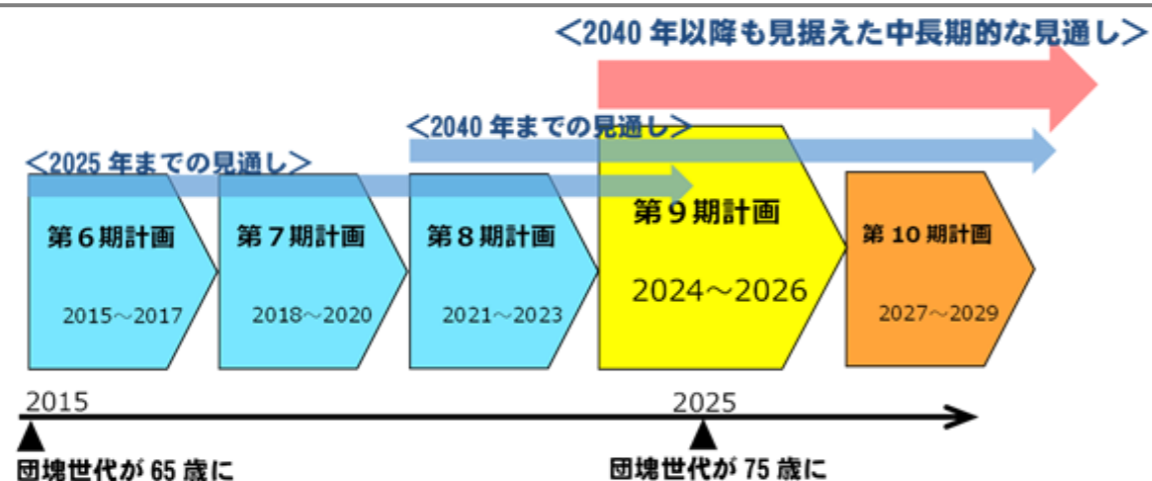 ＜2040 年以降も見据えた中長期的な見通し＞
＜2040 年までの見通し＞
＜2025 年までの見通し＞
第６期計画
2015～2017
第７期計画
2018～2020
第８期計画
2021～2023
第９期計画
2024～2026
第 10 期計画
2027～2029
2015
2025
団塊世代が 65 歳に
団塊世代が 75 歳に